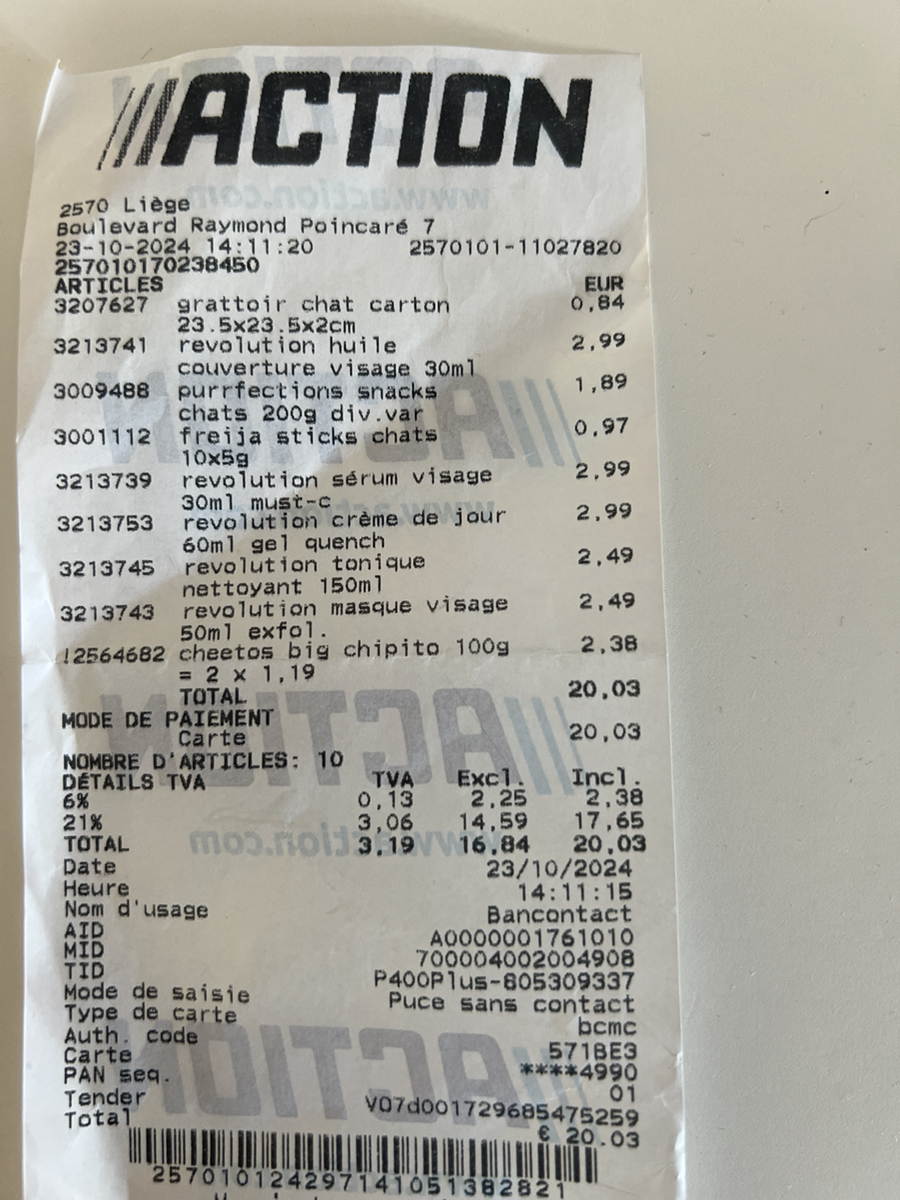 ACTION
2570 Liège
Boulevard Raymond Poincaré 7
23-10-2024 14:11:20 2570101-11027820
257010170238450
ARTICLES EUR
3207627 grattoir chat carton 0,84
23.5x23.5x2cm
3213741 revolution huile 2,99
couverture visage 30ml
3009488 purrfections snacks 1,89
chats 200g div.var
3001112 freija sticks chats 0,97
10x5g
3213739 revolution sérum visage 2,99
30ml must-c
3213753 revolution crème de jour 2,99
60ml gel quench
3213745 revolution tonique 2,49
nettoyant 150ml
3213743 revolution masque visage 2,49
50ml exfol.
!2564682 cheetos big chipito 100g 2,38
= 2 x 1,19
TOTAL 20,03
MODE DE PAIEMENT
Carte 20,03
NOMBRE D'ARTICLES: 10
DÉTAILS TVA TVA Excl. Incl.
6% 0,13 2,25 2,38
21% 3,06 14,59 17,65
TOTAL 3,19 16,84 20,03
Date 23/10/2024
Heure 14:11:15
Nom d'usage Bancontact
AID A0000001761010
MID 700004002004908
TID P400Plus-805309337
Mode de saisie Puce sans contact
Type de carte bcmc
Auth. code 571BE3
Carte ****4990
PAN seq. 01
Tender V07d001729685475259
Total € 20.03
2570101242971410513828​21